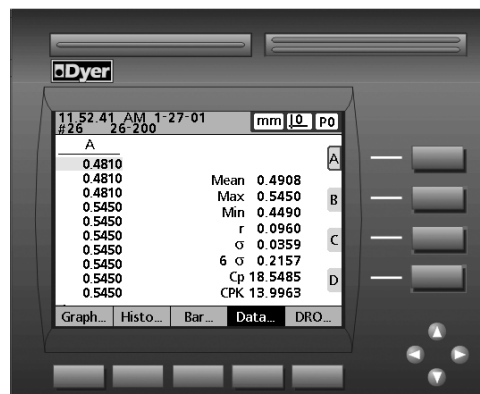 Dyer
11.52.41 AM 1-27-01 mm 0 P0
#26 26-200
A
0.4810
0.4810
0.4810
0.5450
0.5450
0.5450
0.5450
0.5450
0.5450
0.5450
Mean 0.4908
Max 0.5450
Min 0.4490
r 0.0960
σ 0.0359
6 σ 0.2157
Cp 18.5485
CPK 13.9963
A
B
C
D
Graph... Histo... Bar... Data... DRO...